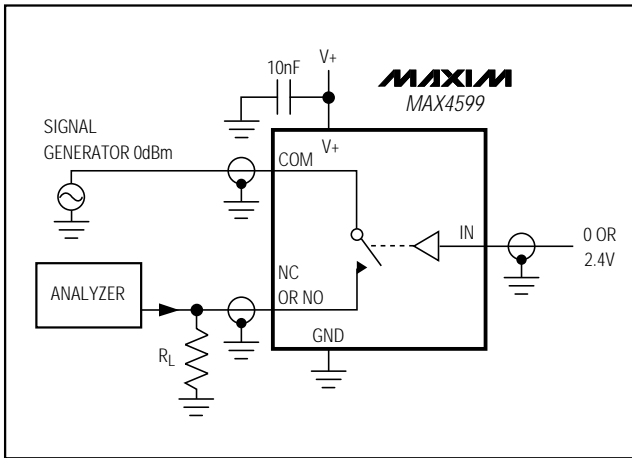 10nF
V+
MAXIM
MAX4599
SIGNAL
GENERATOR 0dBm
V+
COM
IN
0 OR
2.4V
NC
OR NO
ANALYZER
GND
RL